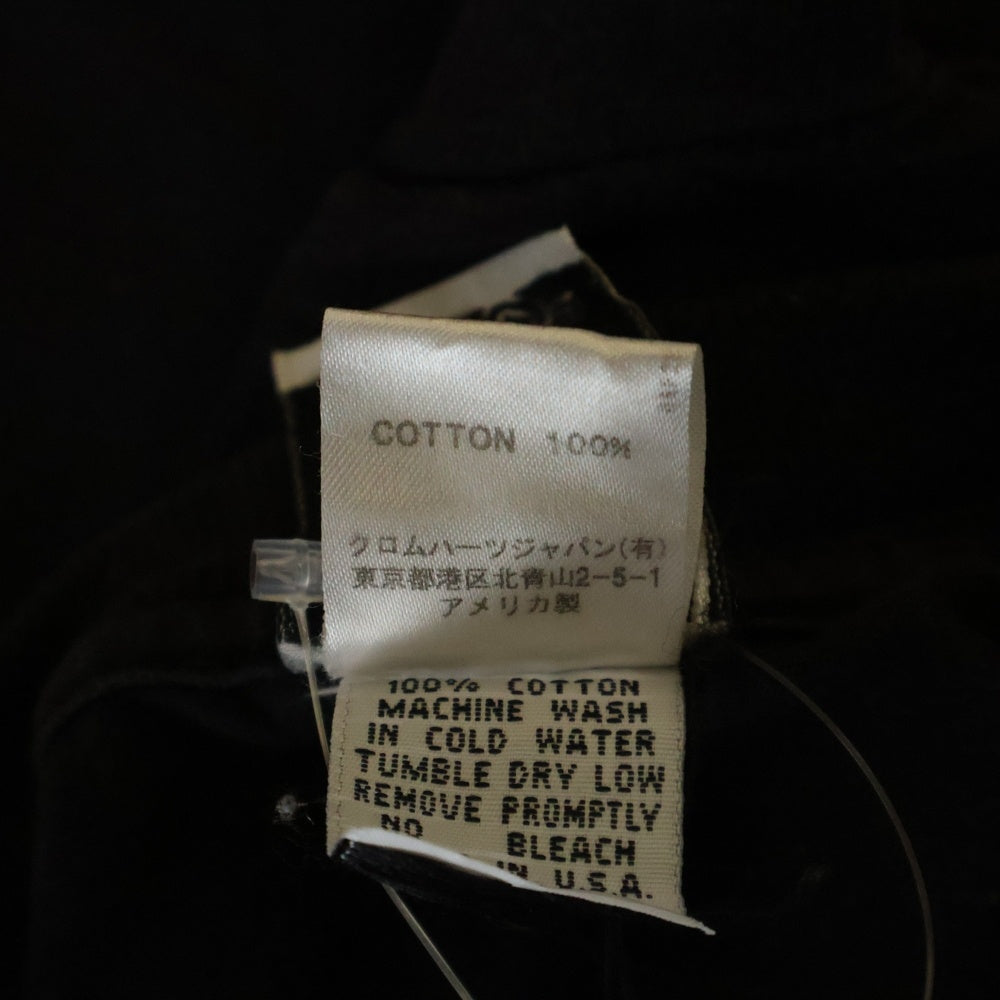 COTTON 100%
クロムハーツジャパン(有)
東京都港区北青山2-5-1
アメリカ製
100% COTTON
MACHINE WASH
IN COLD WATER
TUMBLE DRY LOW
REMOVE PROMPTLY
NO BLEACH
IN U.S.A.